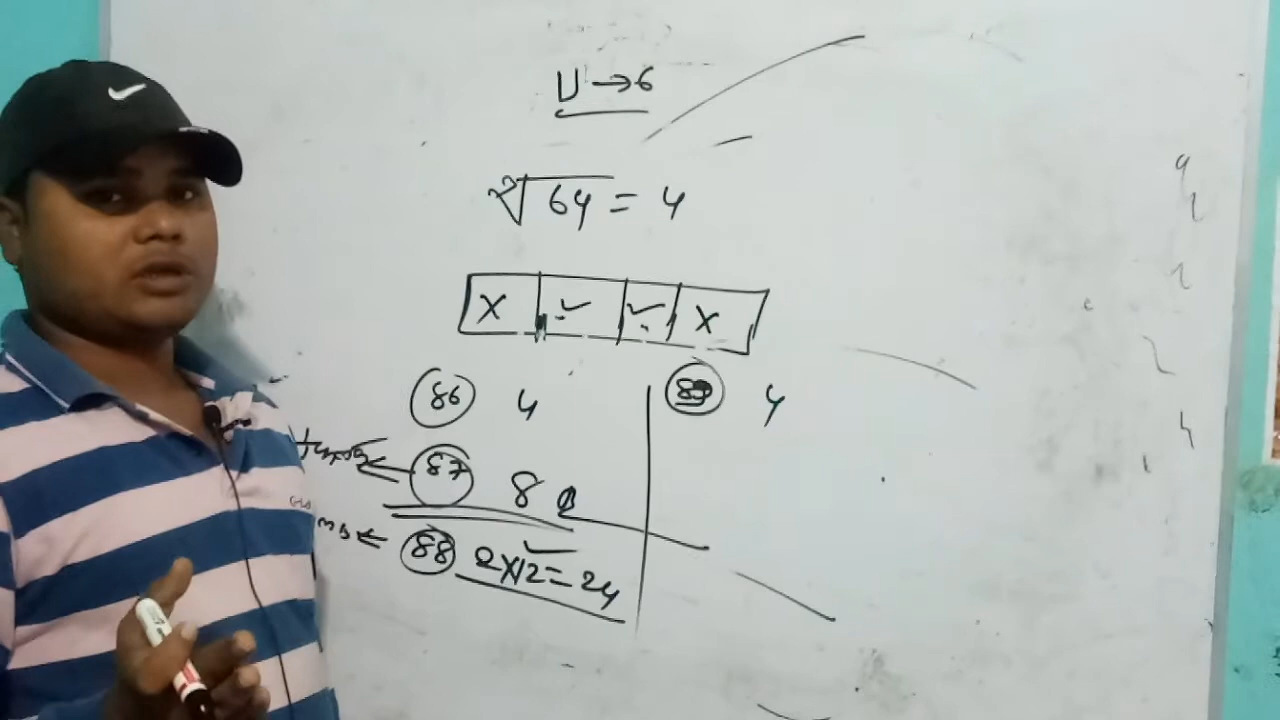 U → 6
∛64 = 4
X ✓ ✓ X
86 4
87 8
88 2×12=24
89 4